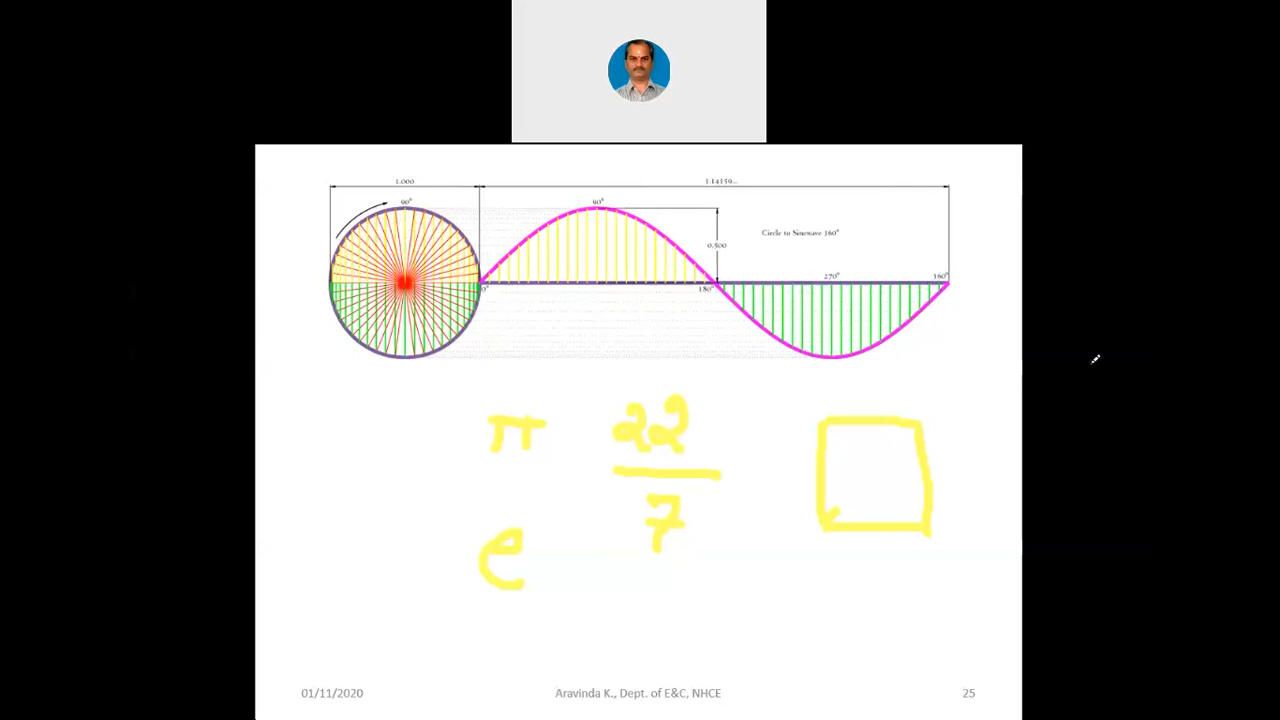 1.000 3.14159...
90° 90°
Circle to Sinewave 360°
0.500
270° 360°
0° 180°
π 22
7
e
01/11/2020 Aravinda K., Dept. of E&C, NHCE 25